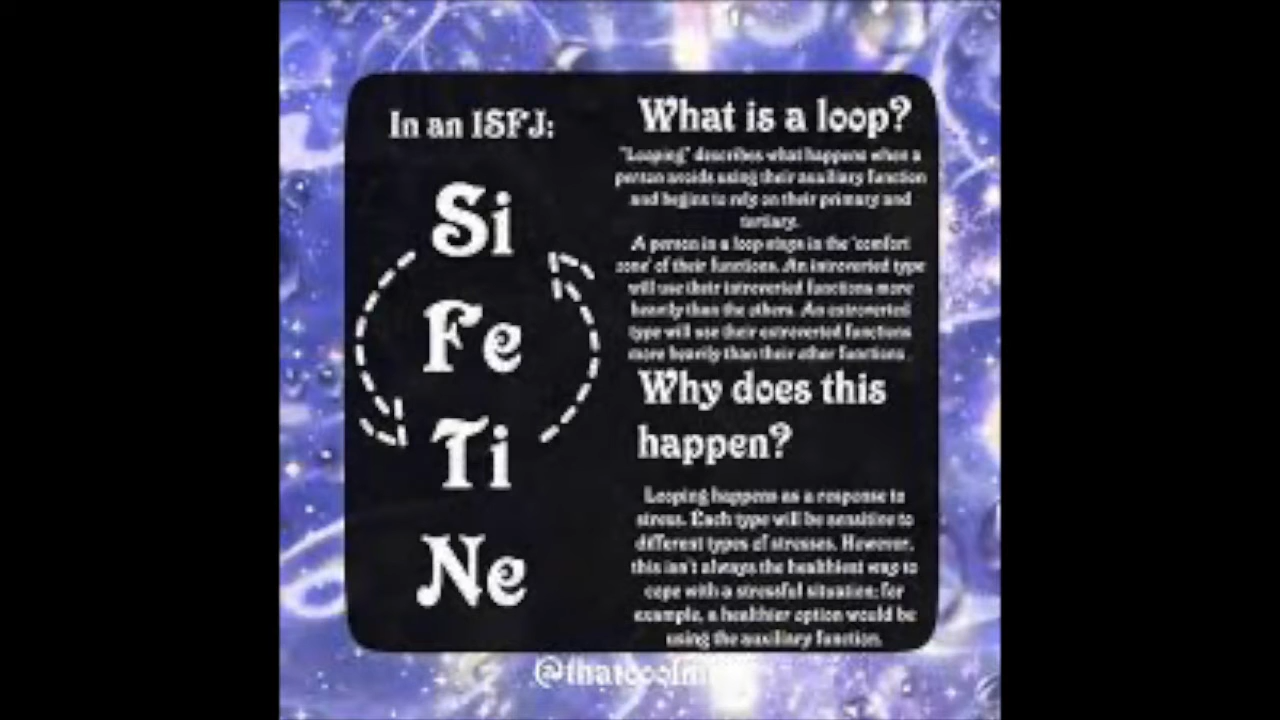 In an ISFJ:
Si
Fe
Ti
Ne
What is a loop?
"Looping" describes what happens when a
person avoids using their auxiliary function
and begins to rely on their primary and
tertiary.
A person in a loop stays in the 'comfort
zone' of their functions. An introverted type
will use their introverted functions more
heavily than the others. An extroverted
type will use their extroverted functions
more heavily than their other functions.
Why does this
happen?
Looping happens as a response to
stress. Each type will be sensitive to
different types of stresses. However,
this isn't always the healthiest way to
cope with a stressful situation; for
example, a healthier option would be
using the auxiliary function.